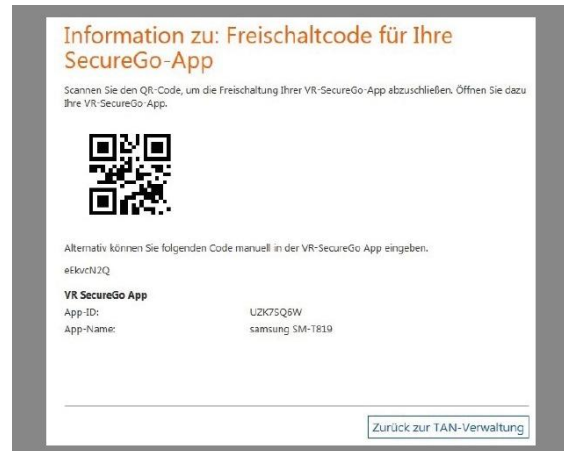 Information zu: Freischaltcode für Ihre
SecureGo-App
Scannen Sie den QR-Code, um die Freischaltung Ihrer VR-SecureGo-App abzuschließen. Öffnen Sie dazu
Ihre VR-SecureGo-App.
Alternativ können Sie folgenden Code manuell in der VR-SecureGo App eingeben.
eEkvcN2Q
VR SecureGo App
App-ID: UZK7SQ6W
App-Name: samsung SM-T819
Zurück zur TAN-Verwaltung